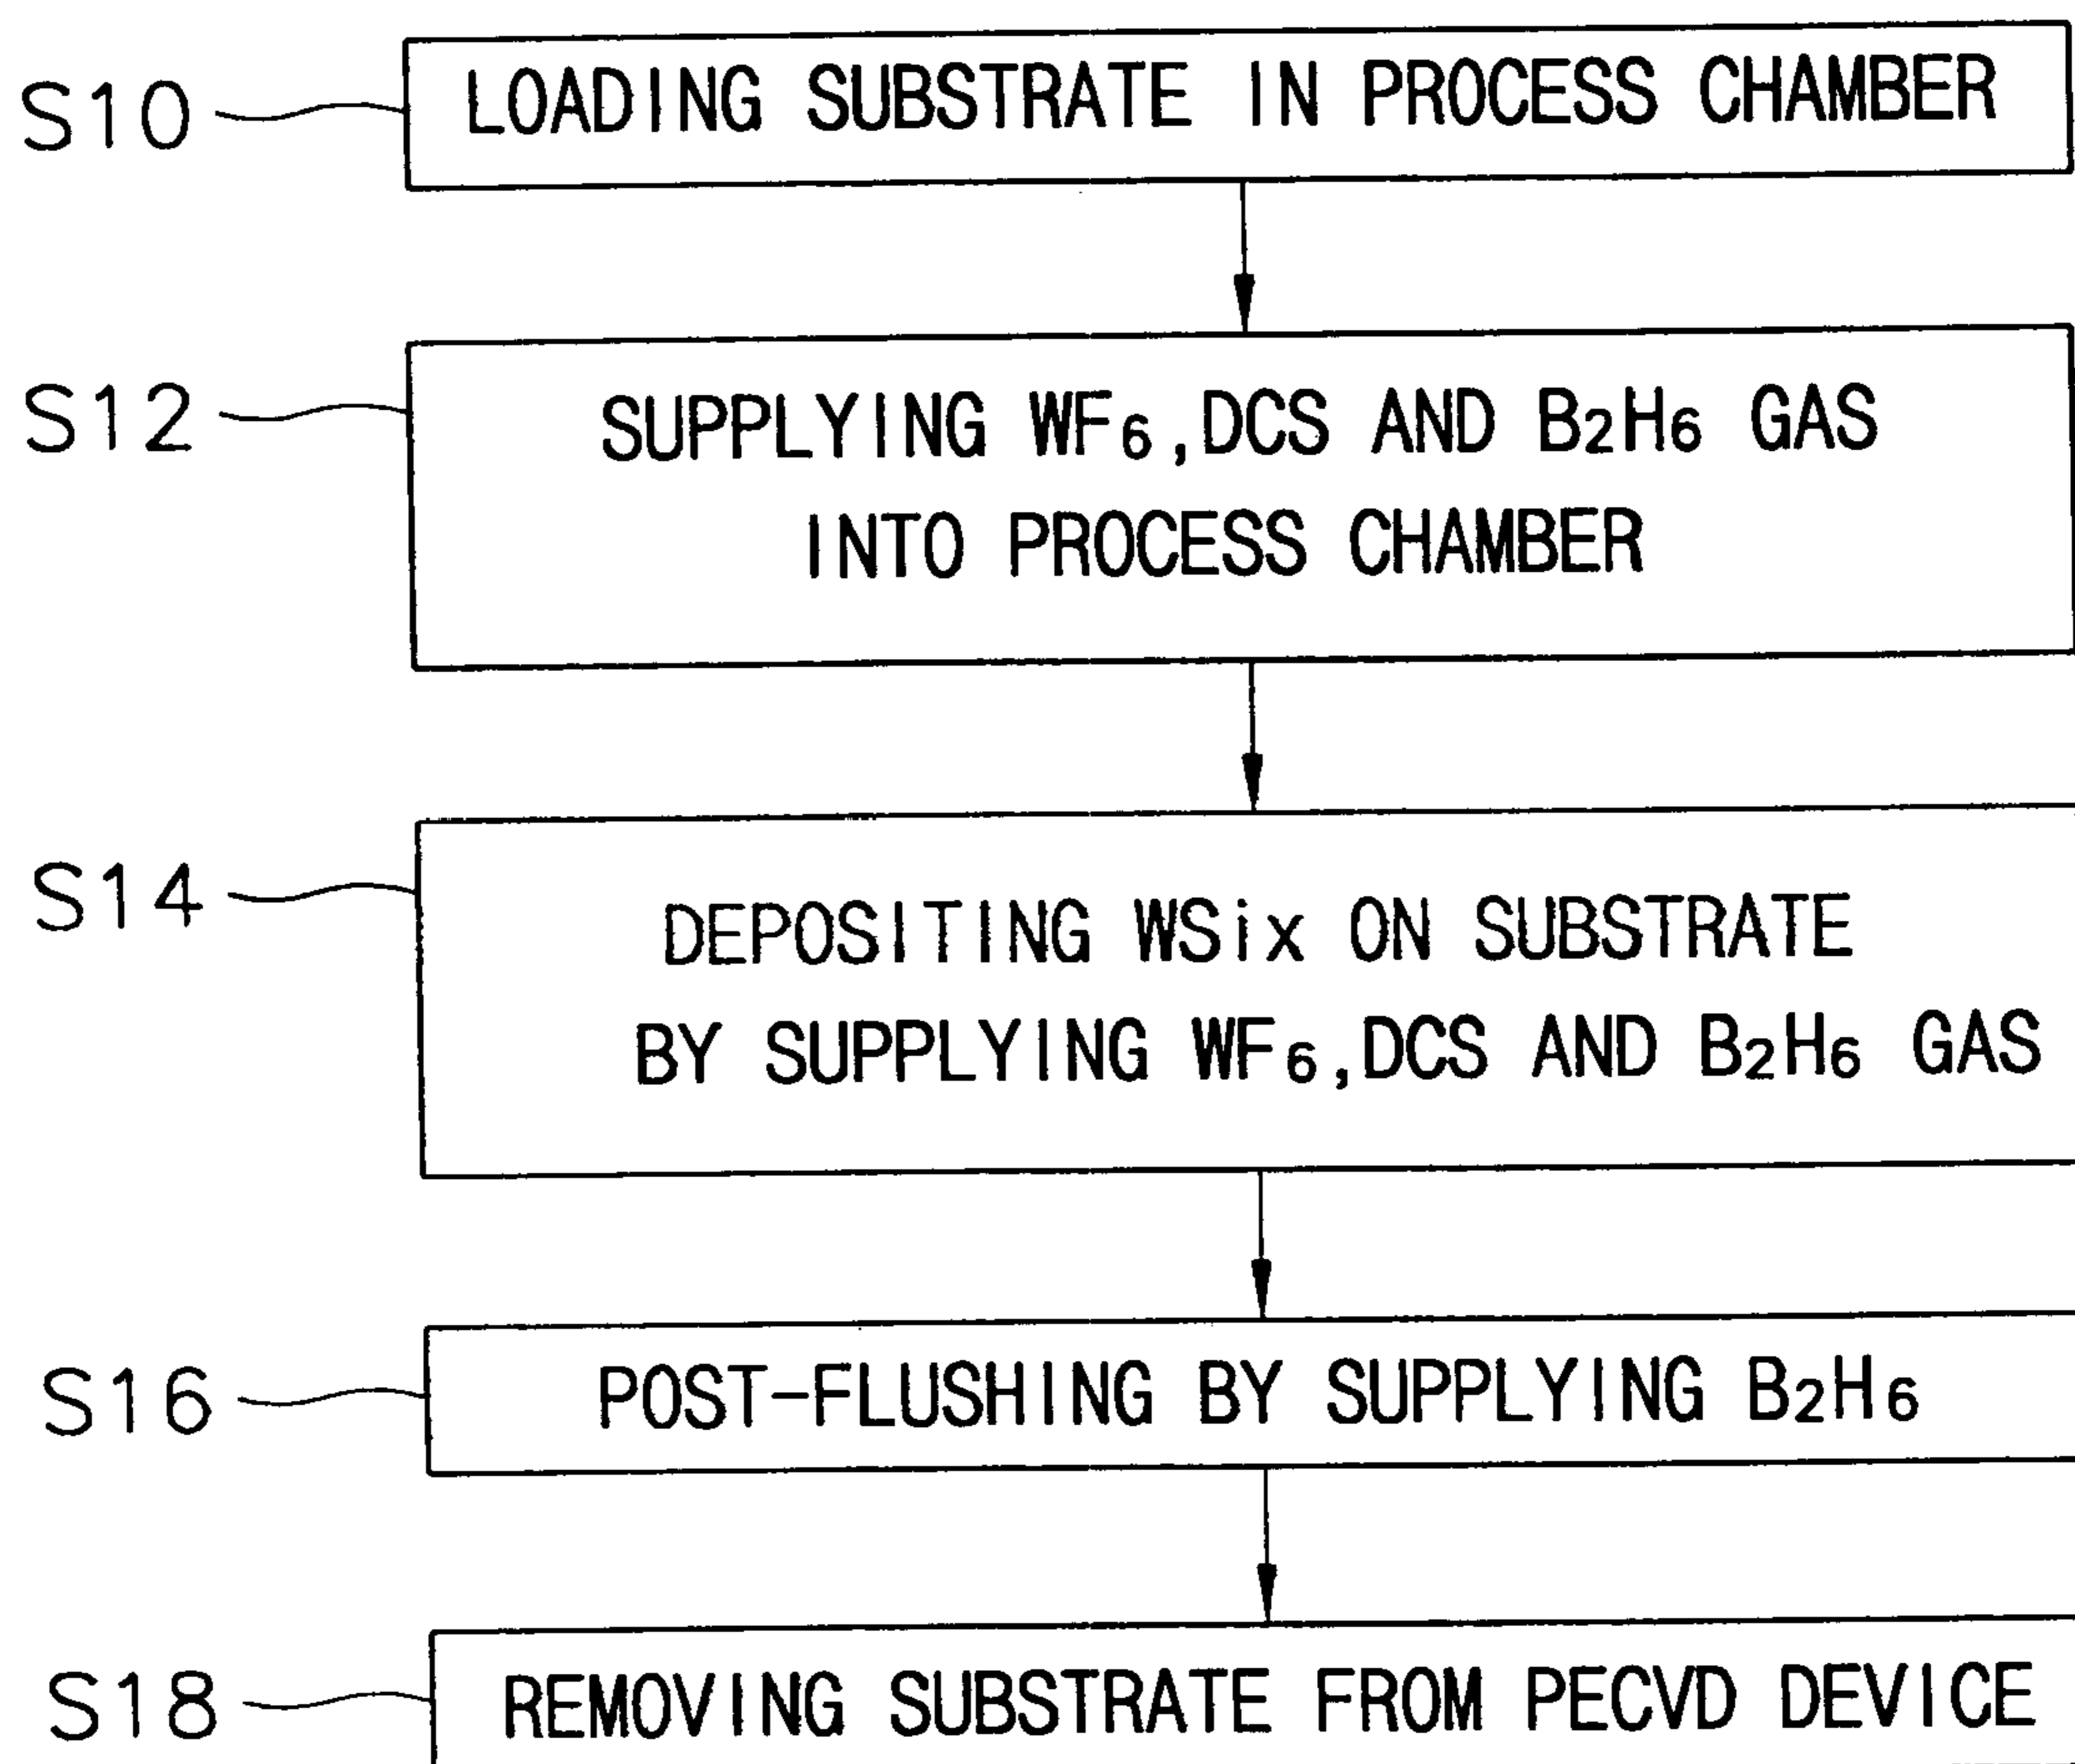 S10 LOADING SUBSTRATE IN PROCESS CHAMBER
S12 SUPPLYING WF₆,DCS AND B₂H₆ GAS
INTO PROCESS CHAMBER
S14 DEPOSITING WSix ON SUBSTRATE
BY SUPPLYING WF₆,DCS AND B₂H₆ GAS
S16 POST-FLUSHING BY SUPPLYING B₂H₆
S18 REMOVING SUBSTRATE FROM PECVD DEVICE